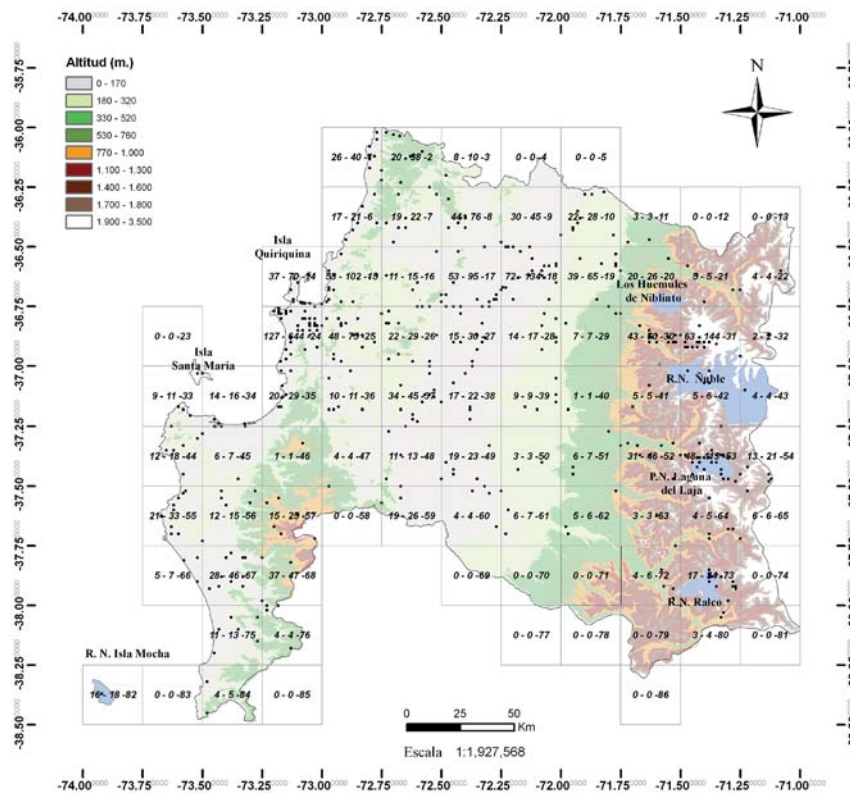 -74.00 -73.75 -73.50 -73.25 -73.00 -72.75 -72.50 -72.25 -72.00 -71.75 -71.50 -71.25 -71.00
-35.75
-36.00
-36.25
-36.50
-36.75
-37.00
-37.25
-37.50
-37.75
-38.00
-38.25
-38.50
Altitud (m.)
0 - 170
180 - 320
330 - 520
530 - 760
770 - 1.000
1.100 - 1.300
1.400 - 1.600
1.700 - 1.800
1.900 - 3.500
N
8 - 10 - 3 0 - 0 - 4 0 - 0 - 5
17 - 21 - 6 19 - 22 - 7 44 - 76 - 8 30 - 45 - 9 22 - 28 - 10 3 - 3 - 11 0 - 0 - 12 0 - 0 - 13
Isla
Quiriquina
37 - 70 - 14 11 - 15 - 16 53 - 95 - 17 72 - 134 - 18 39 - 65 - 19 20 - 26 - 20 4 - 4 - 22
Los Huemules
de Niblinto
0 - 0 - 23 22 - 29 - 26 15 - 30 - 27 14 - 17 - 28 7 - 7 - 29 2 - 2 - 32
Isla
Santa Maria
R.N. Ñuble
9 - 11 - 33 14 - 16 - 34 20 - 29 - 35 10 - 11 - 36 17 - 22 - 38 9 - 9 - 39 1 - 1 - 40 5 - 5 - 41 5 - 6 - 42 4 - 4 - 43
12 - 18 - 44 6 - 7 - 45 1 - 1 - 46 4 - 4 - 47 11 - 13 - 48 19 - 23 - 49 3 - 3 - 50 6 - 7 - 51 31 - 46 - 52 13 - 21 - 54
P.N. Laguna
del Laja
21 - 33 - 55 12 - 15 - 56 0 - 0 - 58 19 - 26 - 59 4 - 4 - 60 6 - 7 - 61 5 - 6 - 62 3 - 3 - 63 4 - 5 - 64 6 - 6 - 65
5 - 7 - 66 28 - 46 - 67 37 - 47 - 68 0 - 0 - 69 0 - 0 - 70 0 - 0 - 71 4 - 6 - 72 0 - 0 - 74
R.N. Ralco
11 - 13 - 75 4 - 4 - 76 0 - 0 - 77 0 - 0 - 78 0 - 0 - 79 3 - 4 - 80 0 - 0 - 81
R. N. Isla Mocha
16 - 18 - 82 0 - 0 - 83 4 - 5 - 84 0 - 0 - 85 0 - 0 - 86
0 25 50
Km
Escala 1:1,927,568
-74.00 -73.75 -73.50 -73.25 -73.00 -72.75 -72.50 -72.25 -72.00 -71.75 -71.50 -71.25 -71.00